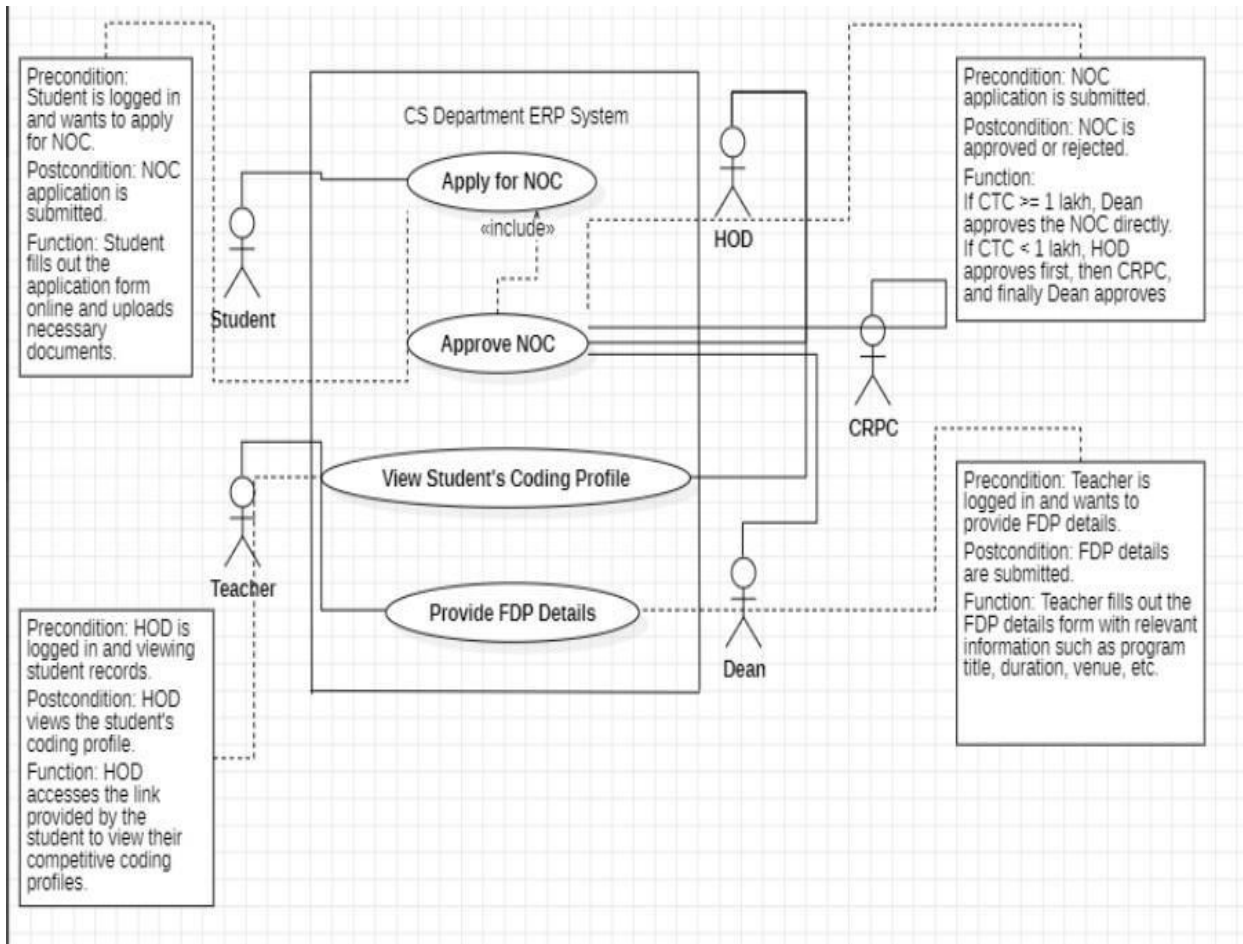 Precondition:
Student is logged in
and wants to apply
for NOC.
Postcondition: NOC
application is
submitted.
Function: Student
fills out the
application form
online and uploads
necessary
documents.
CS Department ERP System
Apply for NOC
«include»
Approve NOC
View Student's Coding Profile
Provide FDP Details
Student
Teacher
HOD
CRPC
Dean
Precondition: NOC
application is submitted.
Postcondition: NOC is
approved or rejected.
Function:
If CTC >= 1 lakh, Dean
approves the NOC directly.
If CTC < 1 lakh, HOD
approves first, then CRPC,
and finally Dean approves
Precondition: HOD is
logged in and viewing
student records.
Postcondition: HOD
views the student's
coding profile.
Function: HOD
accesses the link
provided by the
student to view their
competitive coding
profiles.
Precondition: Teacher is
logged in and wants to
provide FDP details.
Postcondition: FDP details
are submitted.
Function: Teacher fills out the
FDP details form with relevant
information such as program
title, duration, venue, etc.